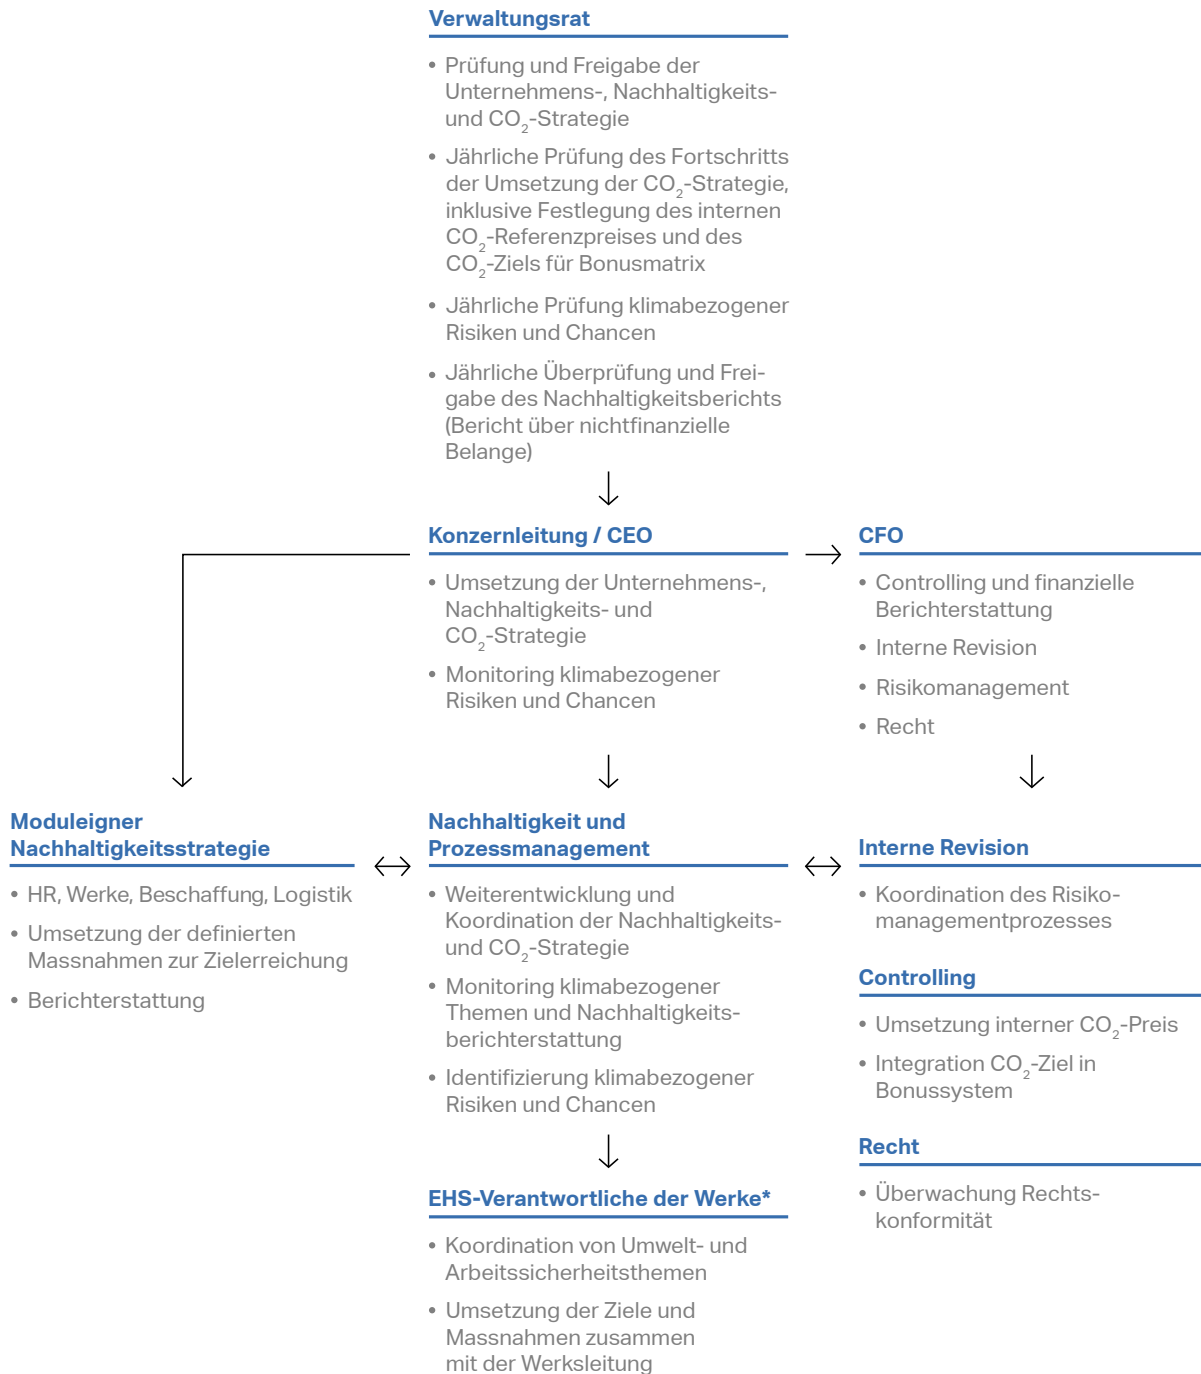 Verwaltungsrat
• Prüfung und Freigabe der
Unternehmens-, Nachhaltigkeits-
und CO₂-Strategie
• Jährliche Prüfung des Fortschritts
der Umsetzung der CO₂-Strategie,
inklusive Festlegung des internen
CO₂-Referenzpreises und des
CO₂-Ziels für Bonusmatrix
• Jährliche Prüfung klimabezogener
Risiken und Chancen
• Jährliche Überprüfung und Frei-
gabe des Nachhaltigkeitsberichts
(Bericht über nichtfinanzielle
Belange)
Konzernleitung / CEO
• Umsetzung der Unternehmens-,
Nachhaltigkeits- und
CO₂-Strategie
• Monitoring klimabezogener
Risiken und Chancen
CFO
• Controlling und finanzielle
Berichterstattung
• Interne Revision
• Risikomanagement
• Recht
Moduleigner
Nachhaltigkeitsstrategie
• HR, Werke, Beschaffung, Logistik
• Umsetzung der definierten
Massnahmen zur Zielerreichung
• Berichterstattung
Nachhaltigkeit und
Prozessmanagement
• Weiterentwicklung und
Koordination der Nachhaltigkeits-
und CO₂-Strategie
• Monitoring klimabezogener
Themen und Nachhaltigkeits-
berichterstattung
• Identifizierung klimabezogener
Risiken und Chancen
EHS-Verantwortliche der Werke*
• Koordination von Umwelt- und
Arbeitssicherheitsthemen
• Umsetzung der Ziele und
Massnahmen zusammen
mit der Werksleitung
Interne Revision
• Koordination des Risiko-
managementprozesses
Controlling
• Umsetzung interner CO₂-Preis
• Integration CO₂-Ziel in
Bonussystem
Recht
• Überwachung Rechts-
konformität